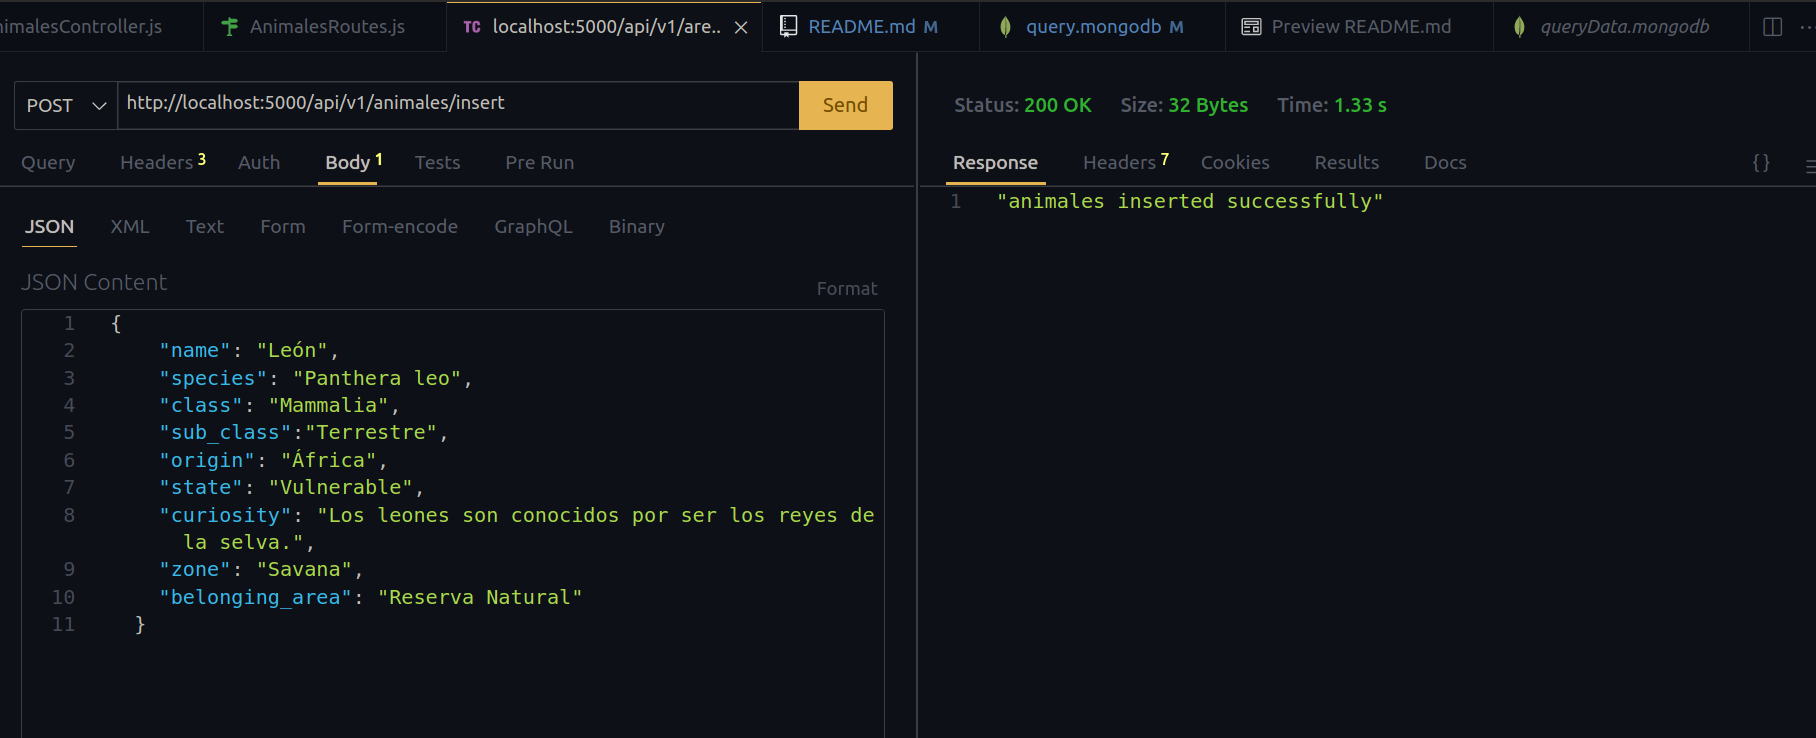 nimalesController.js AnimalesRoutes.js TC localhost:5000/api/v1/are.. README.md M query.mongodb M Preview README.md queryData.mongodb
POST http://localhost:5000/api/v1/animales/insert Send
Query Headers 3 Auth Body 1 Tests Pre Run
JSON XML Text Form Form-encode GraphQL Binary
JSON Content
Format
1 {
2 "name": "León",
3 "species": "Panthera leo",
4 "class": "Mammalia",
5 "sub_class":"Terrestre",
6 "origin": "África",
7 "state": "Vulnerable",
8 "curiosity": "Los leones son conocidos por ser los reyes de
la selva.",
9 "zone": "Savana",
10 "belonging_area": "Reserva Natural"
11 }
Status: 200 OK Size: 32 Bytes Time: 1.33 s
Response Headers 7 Cookies Results Docs {}
1 "animales inserted successfully"